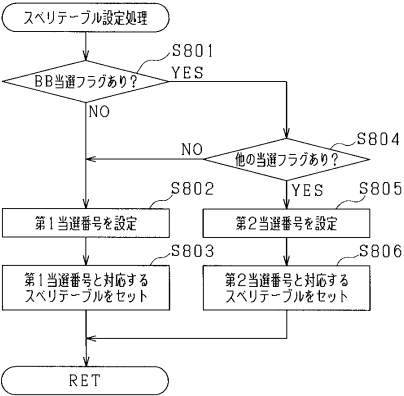 スベリテーブル設定処理
S801
BB当選フラグあり?
YES
NO
S804
NO
他の当選フラグあり?
YES
S802
S805
第1当選番号を設定
第2当選番号を設定
S803
S806
第1当選番号と対応する
スベリテーブルをセット
第2当選番号と対応する
スベリテーブルをセット
RET